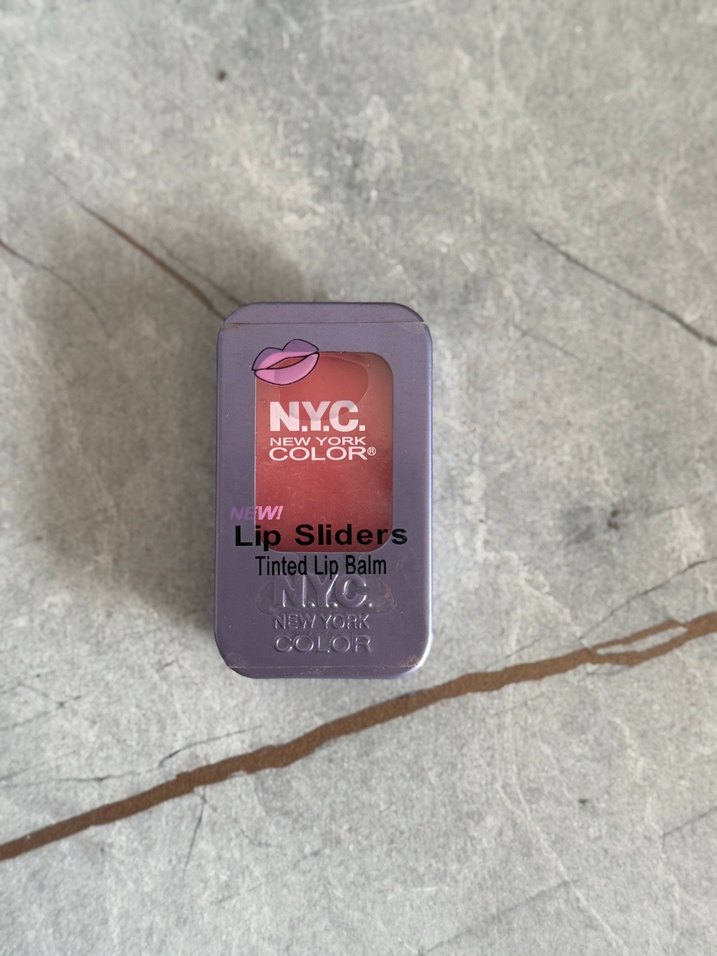 N.Y.C.
NEW YORK
COLOR®
NEW!
Lip Sliders
Tinted Lip Balm
N.Y.C.
NEW YORK
COLOR